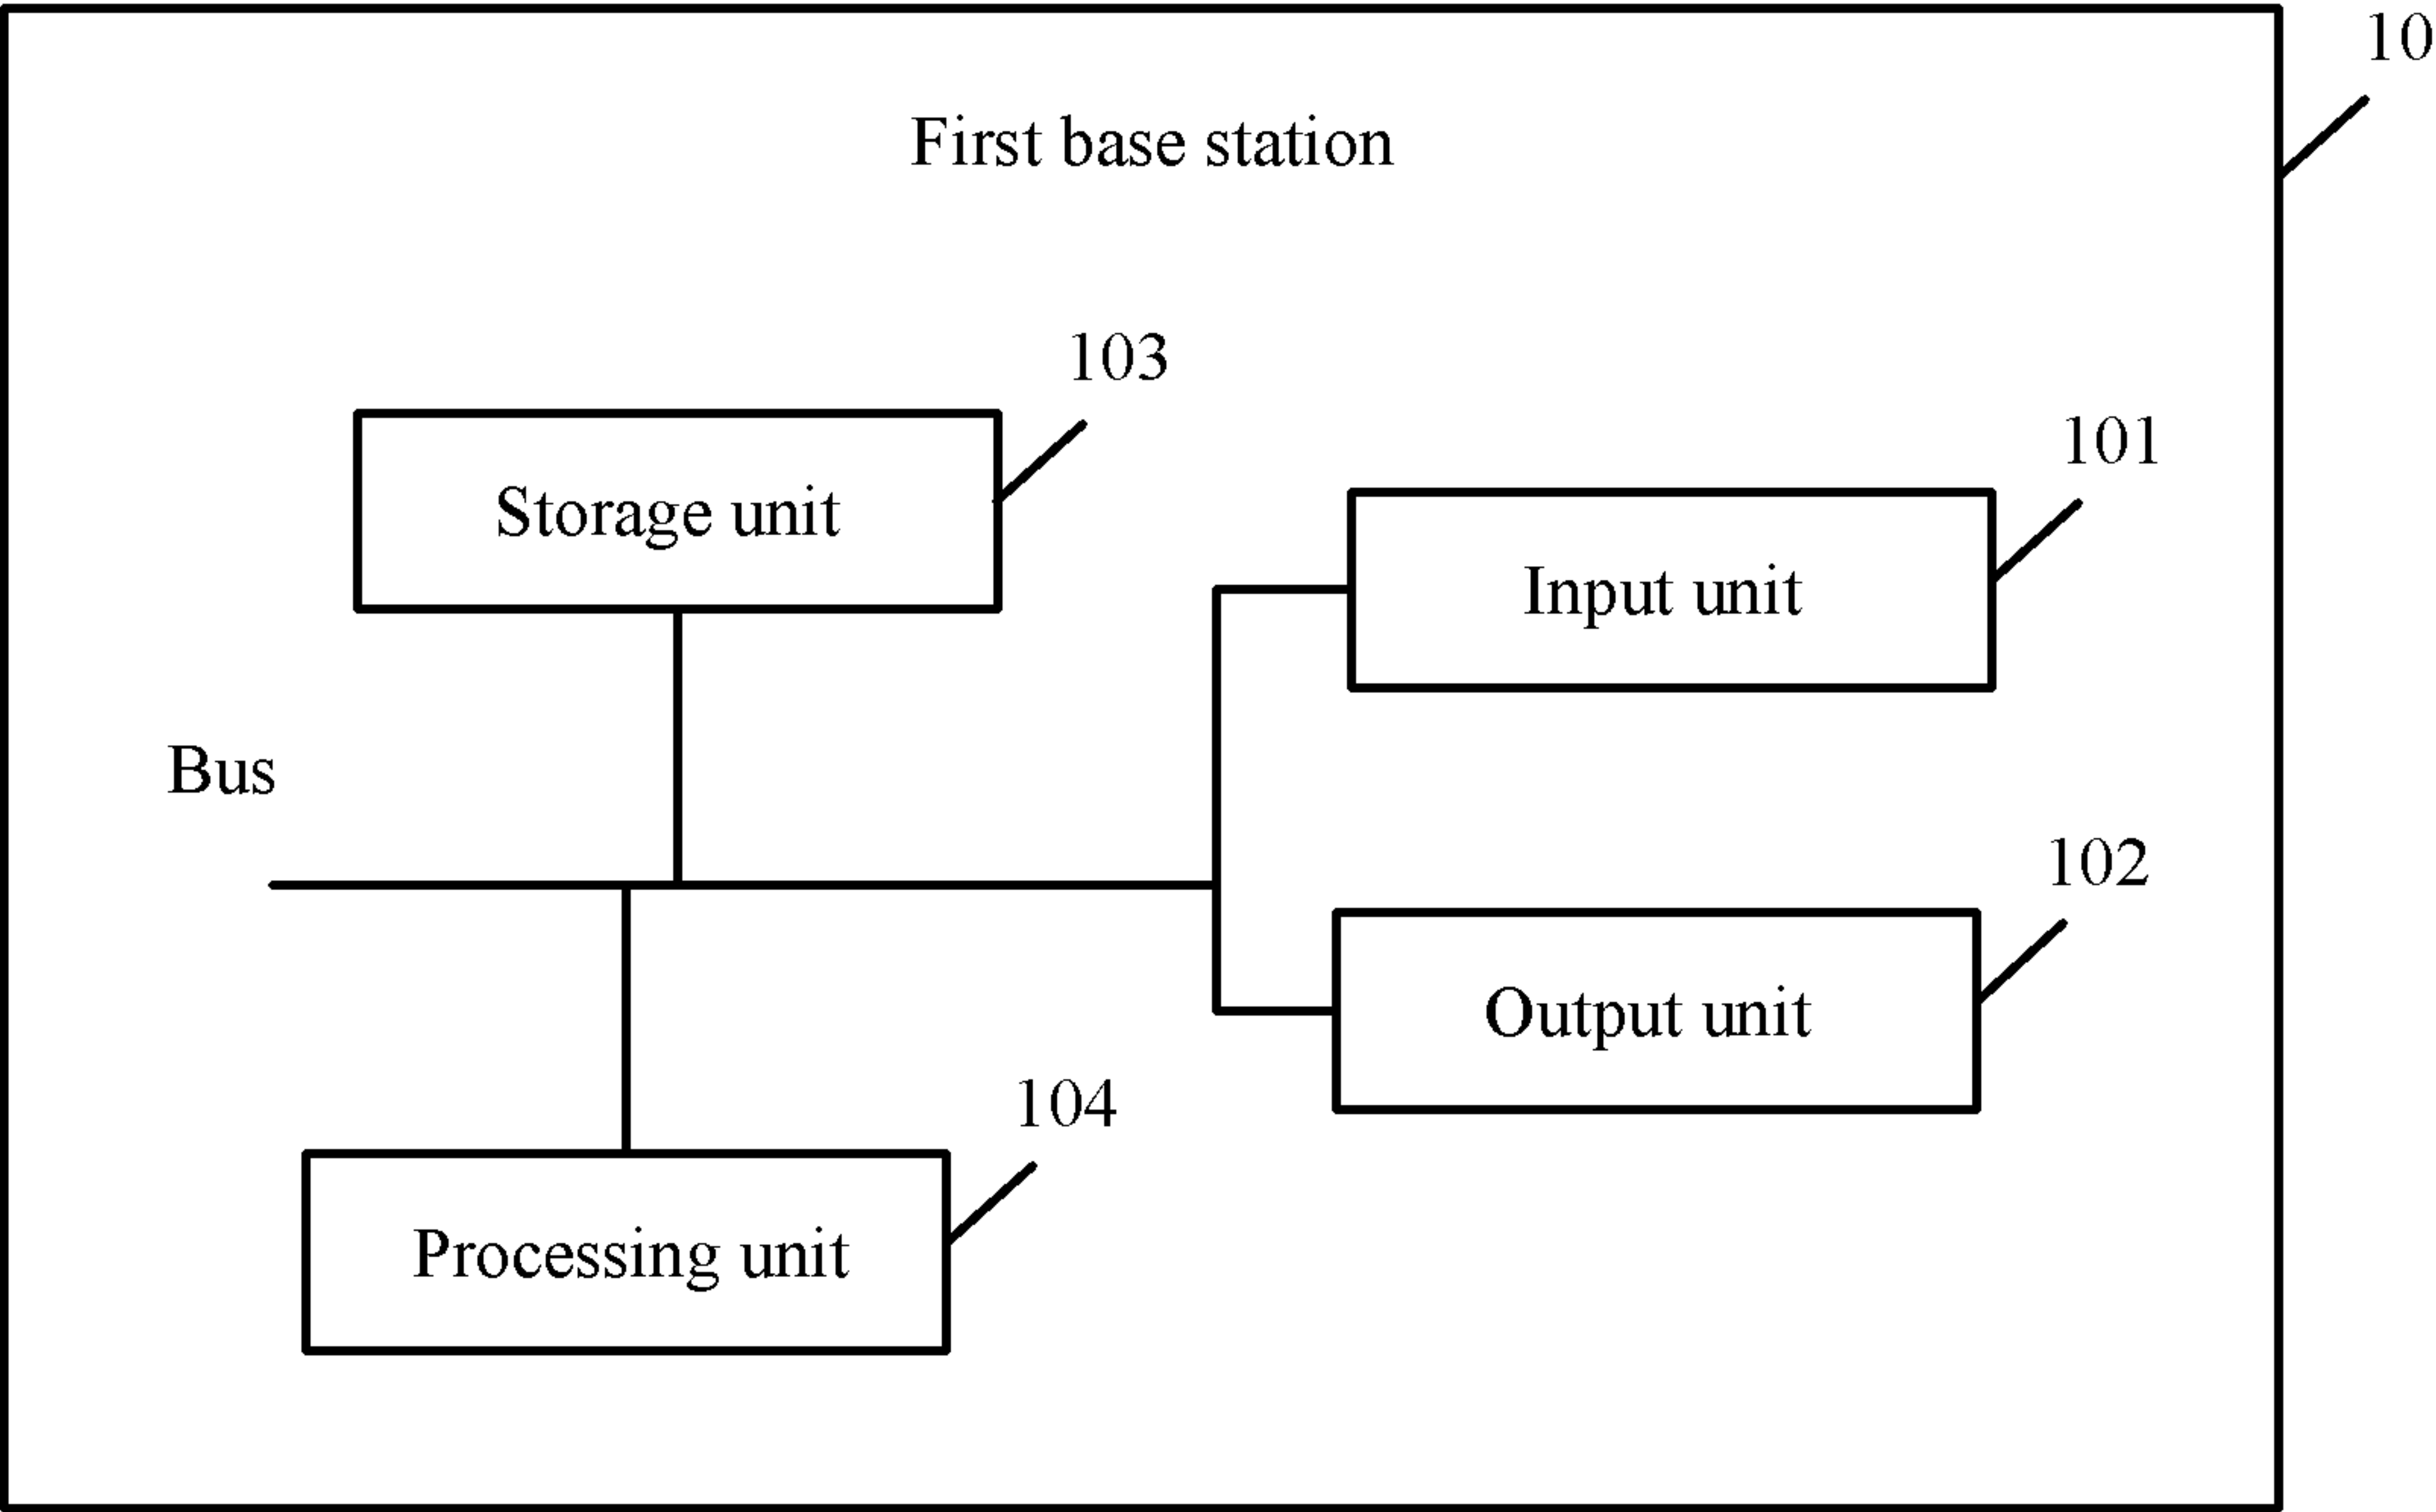 10
First base station
103
Storage unit
101
Input unit
Bus
102
Output unit
104
Processing unit